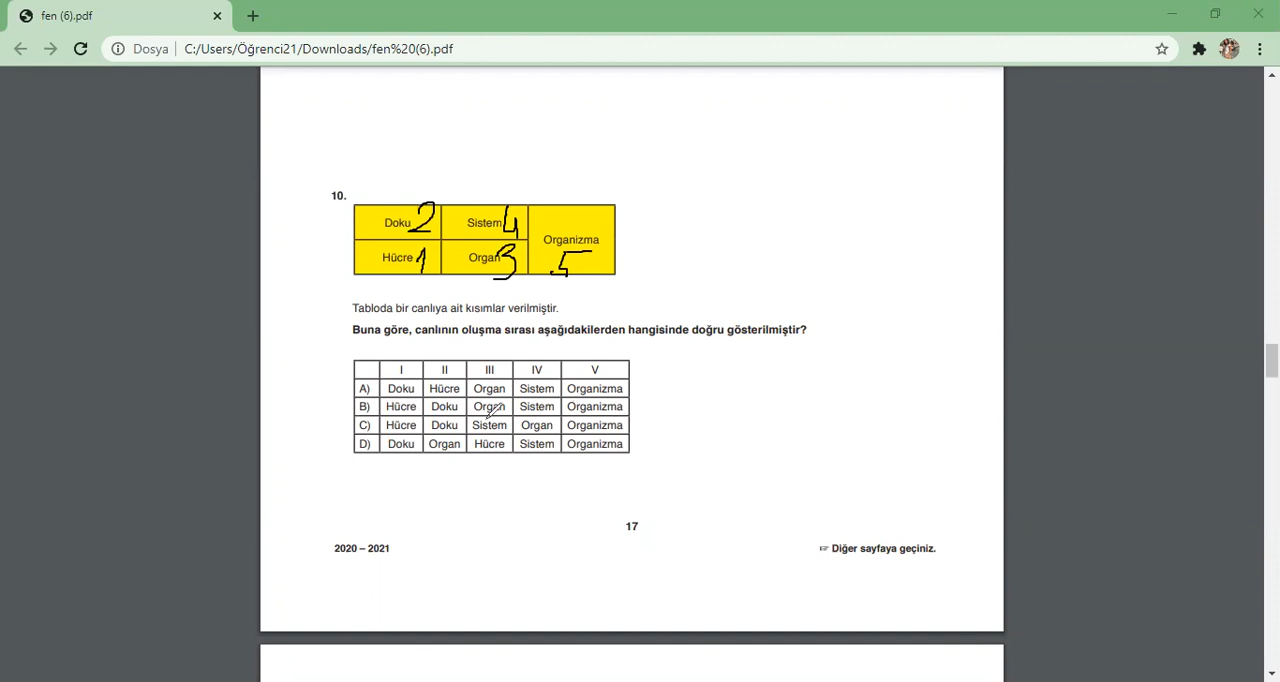 fen (6).pdf
Dosya C:/Users/Öğrenci21/Downloads/fen%20(6).pdf
10.
Doku 2 Sistem 4
Organizma 5
Hücre 1 Organ 3
Tabloda bir canlıya ait kısımlar verilmiştir.
Buna göre, canlının oluşma sırası aşağıdakilerden hangisinde doğru gösterilmiştir?
I II III IV V
A) Doku Hücre Organ Sistem Organizma
B) Hücre Doku Organ Sistem Organizma
C) Hücre Doku Sistem Organ Organizma
D) Doku Organ Hücre Sistem Organizma
17
2020 – 2021 ☞ Diğer sayfaya geçiniz.